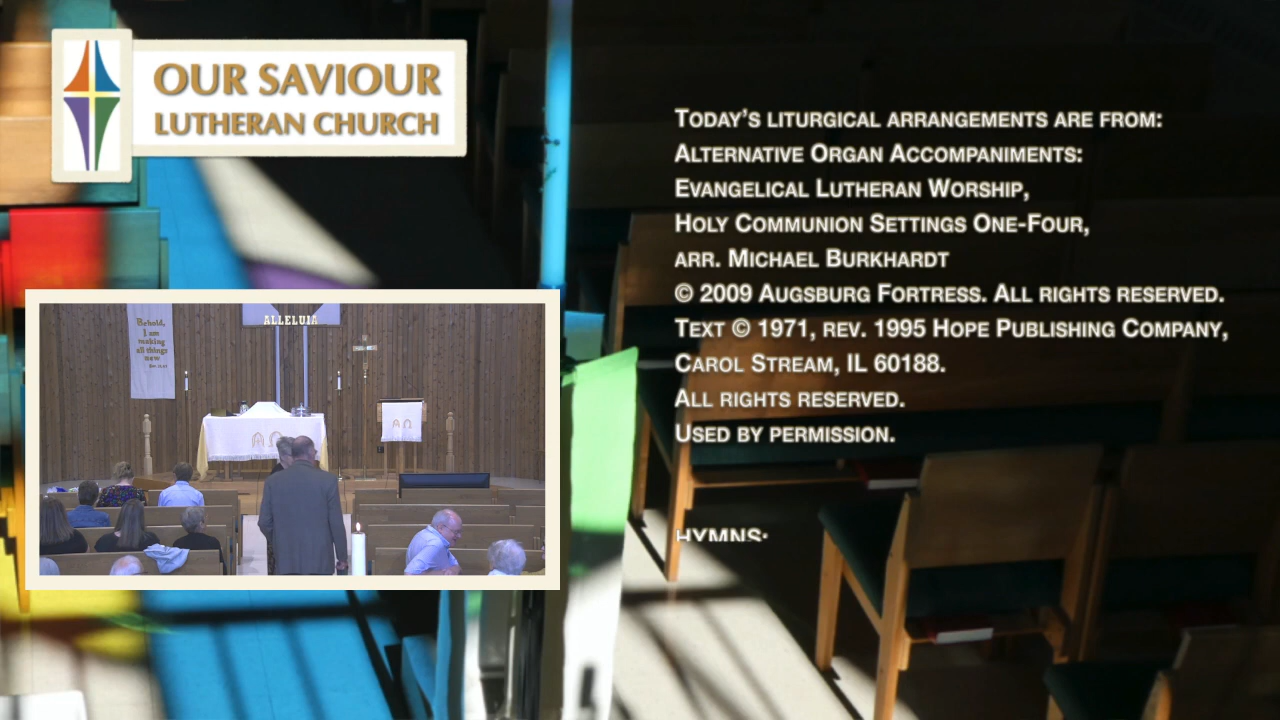 OUR SAVIOUR
LUTHERAN CHURCH
Today's liturgical arrangements are from:
Alternative Organ Accompaniments:
Evangelical Lutheran Worship,
Holy Communion Settings One-Four,
arr. Michael Burkhardt
© 2009 Augsburg Fortress. All rights reserved.
Text © 1971, rev. 1995 Hope Publishing Company,
Carol Stream, IL 60188.
All rights reserved.
Used by permission.
Hymns:
ALLELUIA
Behold,
I am
making
all things
new